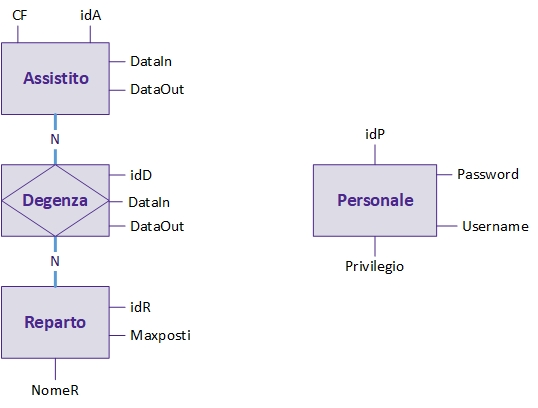 CF
idA
Assistito
DataIn
DataOut
N
Degenza
idD
DataIn
DataOut
N
Reparto
idR
Maxposti
NomeR
idP
Personale
Password
Username
Privilegio